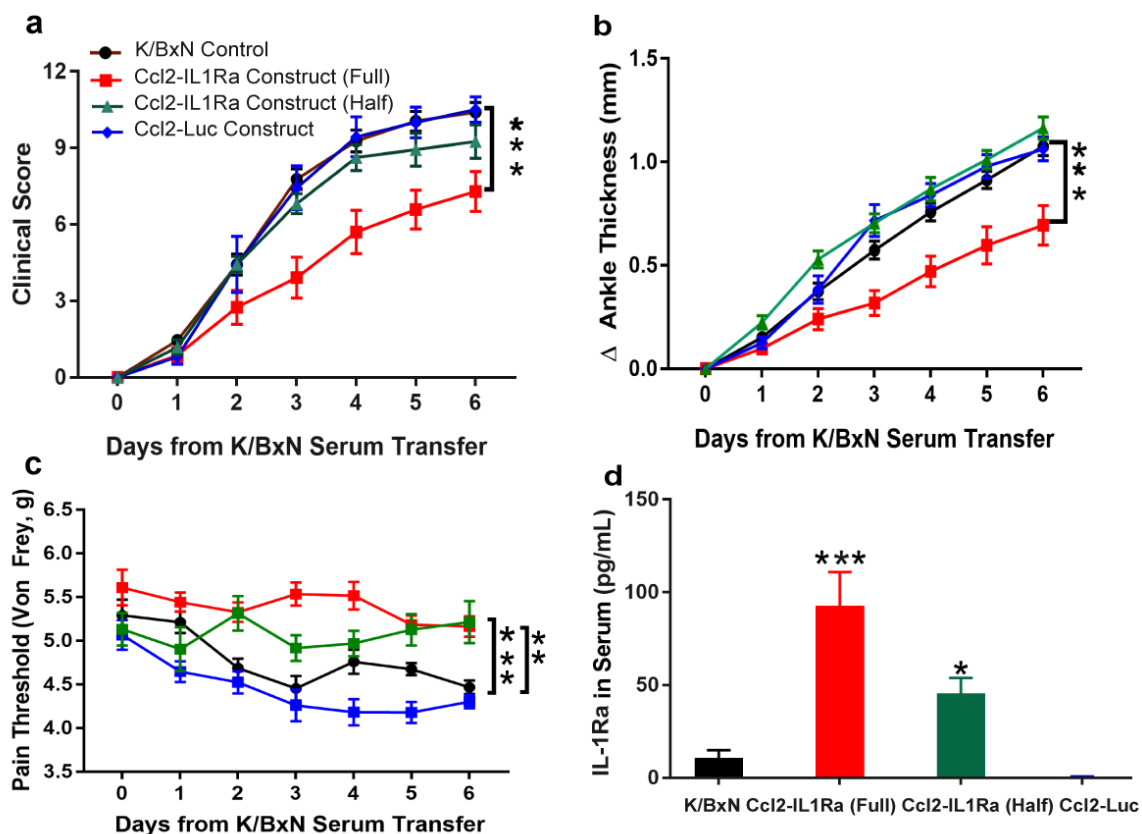 a
K/BxN Control
Ccl2-IL1Ra Construct (Full)
Ccl2-IL1Ra Construct (Half)
Ccl2-Luc Construct
Clinical Score
12
9
6
3
0
***
0 1 2 3 4 5 6
Days from K/BxN Serum Transfer
b
Δ Ankle Thickness (mm)
1.5
1.0
0.5
0.0
***
0 1 2 3 4 5 6
Days from K/BxN Serum Transfer
c
Pain Threshold (Von Frey, g)
6.5
6.0
5.5
5.0
4.5
4.0
3.5
***
**
0 1 2 3 4 5 6
Days from K/BxN Serum Transfer
d
IL-1Ra in Serum (pg/mL)
150
100
50
0
***
*
K/BxN Ccl2-IL1Ra (Full) Ccl2-IL1Ra (Half) Ccl2-Luc